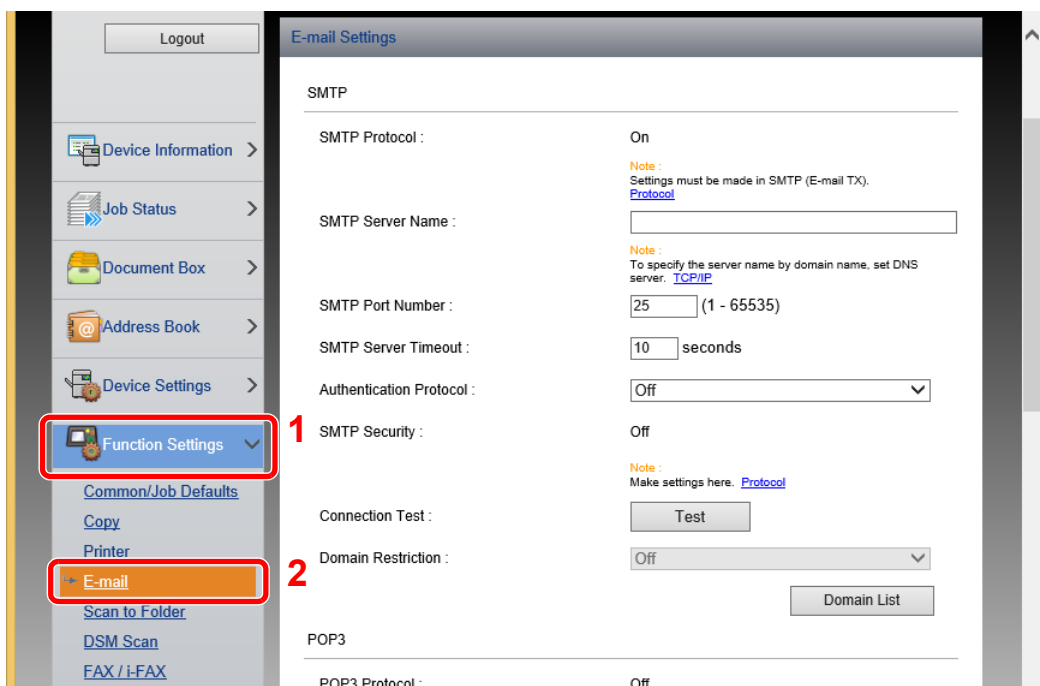 Logout
Device Information
Job Status
Document Box
Address Book
Device Settings
Function Settings
1
Common/Job Defaults
Copy
Printer
E-mail
2
Scan to Folder
DSM Scan
FAX / i-FAX
E-mail Settings
SMTP
SMTP Protocol : On
Note :
Settings must be made in SMTP (E-mail TX).
Protocol
SMTP Server Name :
Note :
To specify the server name by domain name, set DNS
server. TCP/IP
SMTP Port Number : 25 (1 - 65535)
SMTP Server Timeout : 10 seconds
Authentication Protocol : Off
SMTP Security : Off
Note :
Make settings here. Protocol
Connection Test : Test
Domain Restriction : Off
Domain List
POP3
POP3 Protocol : Off